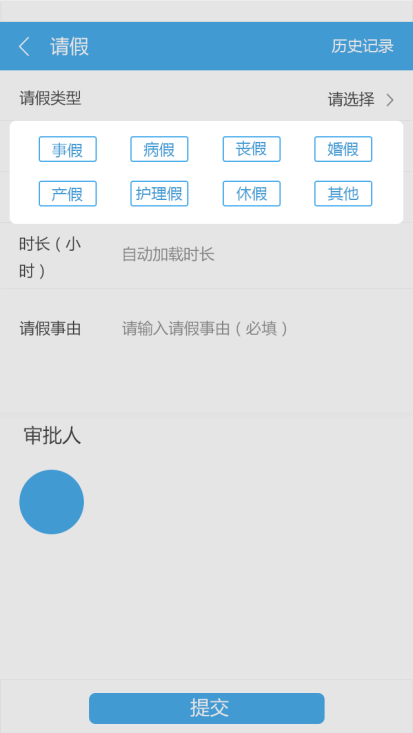 请假 历史记录
请假类型 请选择
事假 病假 丧假 婚假
产假 护理假 休假 其他
时长（小
时） 自动加载时长
请假事由 请输入请假事由（必填）
审批人
提交